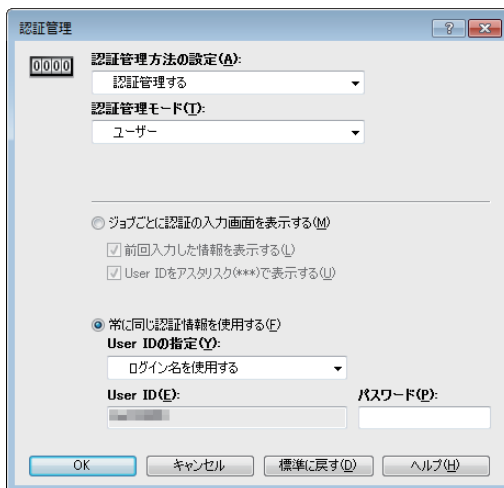 認証管理
0000
認証管理方法の設定(A):
認証管理する
認証管理モード(T):
ユーザー
ジョブごとに認証の入力画面を表示する(M)
前回入力した情報を表示する(L)
User IDをアスタリスク(***)で表示する(U)
常に同じ認証情報を使用する(F)
User IDの指定(Y):
ログイン名を使用する
User ID(E):
パスワード(P):
OK
キャンセル
標準に戻す(D)
ヘルプ(H)